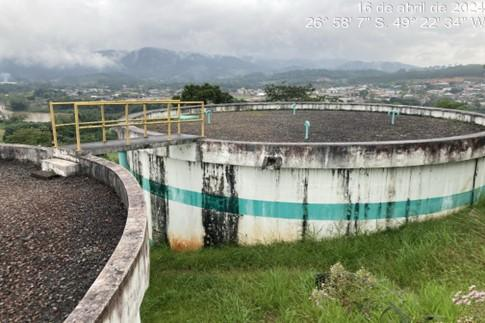 16 de abril de 2024
26° 58' 7" S. 49° 22' 34" W